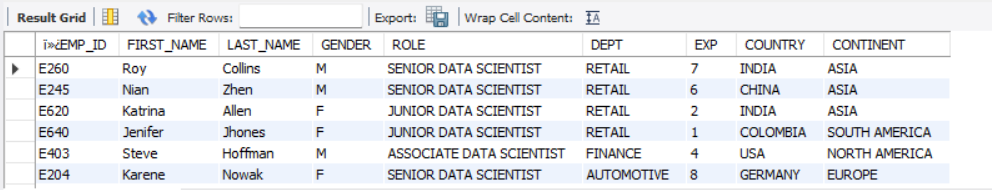 Result Grid Filter Rows: Export: Wrap Cell Content: IA
ï»¿EMP_ID FIRST_NAME LAST_NAME GENDER ROLE DEPT EXP COUNTRY CONTINENT
E260 Roy Collins M SENIOR DATA SCIENTIST RETAIL 7 INDIA ASIA
E245 Nian Zhen M SENIOR DATA SCIENTIST RETAIL 6 CHINA ASIA
E620 Katrina Allen F JUNIOR DATA SCIENTIST RETAIL 2 INDIA ASIA
E640 Jenifer Jhones F JUNIOR DATA SCIENTIST RETAIL 1 COLOMBIA SOUTH AMERICA
E403 Steve Hoffman M ASSOCIATE DATA SCIENTIST FINANCE 4 USA NORTH AMERICA
E204 Karene Nowak F SENIOR DATA SCIENTIST AUTOMOTIVE 8 GERMANY EUROPE